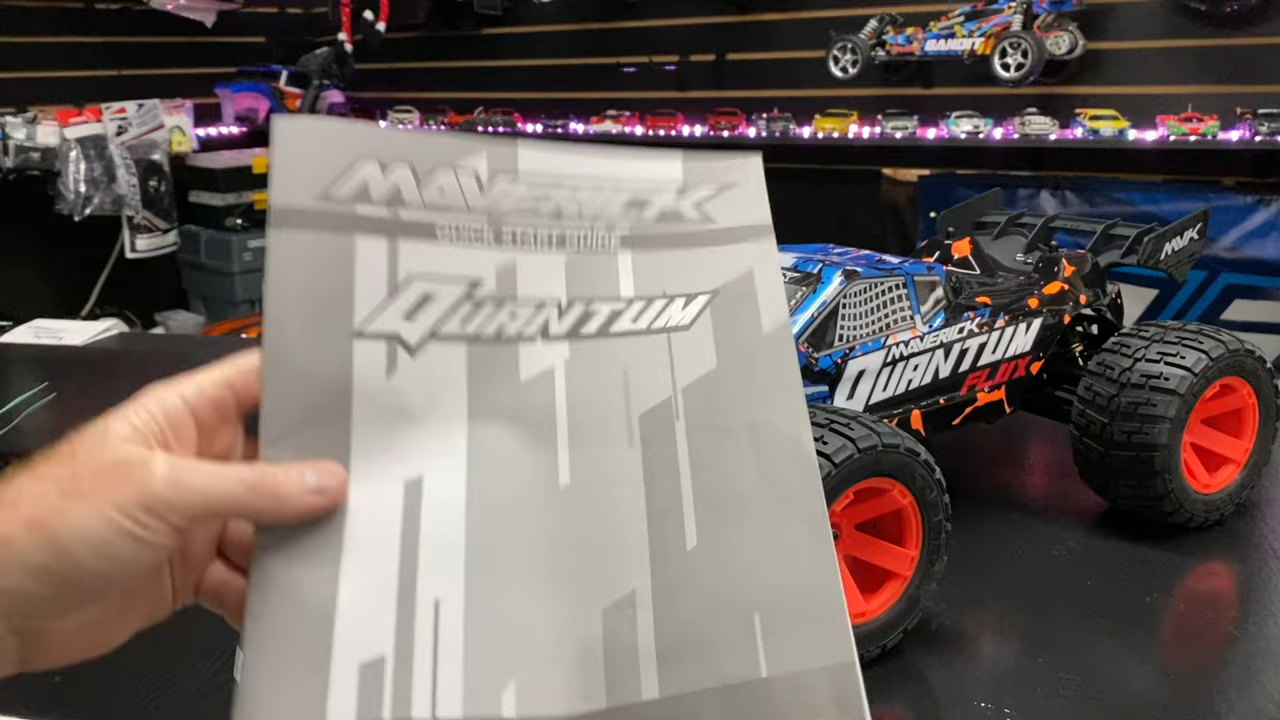 MAVERICK
QUICK START GUIDE
QUANTUM
BANDIT
MVK
MAVERICK
QUANTUM
FLUX